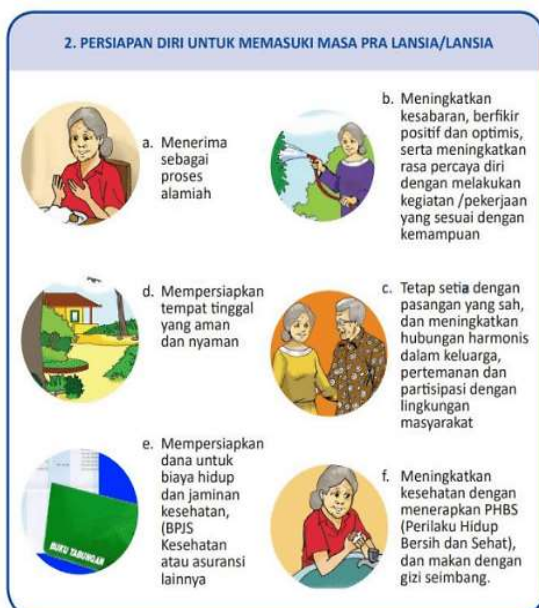 2. PERSIAPAN DIRI UNTUK MEMASUKI MASA PRA LANSIA/LANSIA
a. Menerima
sebagai
proses
alamiah
b. Meningkatkan
kesabaran, berfikir
positif dan optimis,
serta meningkatkan
rasa percaya diri
dengan melakukan
kegiatan /pekerjaan
yang sesuai dengan
kemampuan
d. Mempersiapkan
tempat tinggal
yang aman
dan nyaman
c. Tetap setia dengan
pasangan yang sah,
dan meningkatkan
hubungan harmonis
dalam keluarga,
pertemanan dan
partisipasi dengan
lingkungan
masyarakat
e. Mempersiapkan
dana untuk
biaya hidup
dan jaminan
kesehatan,
(BPJS
Kesehatan
atau asuransi
lainnya
BUKU TABUNGAN
f. Meningkatkan
kesehatan dengan
menerapkan PHBS
(Perilaku Hidup
Bersih dan Sehat),
dan makan dengan
gizi seimbang.